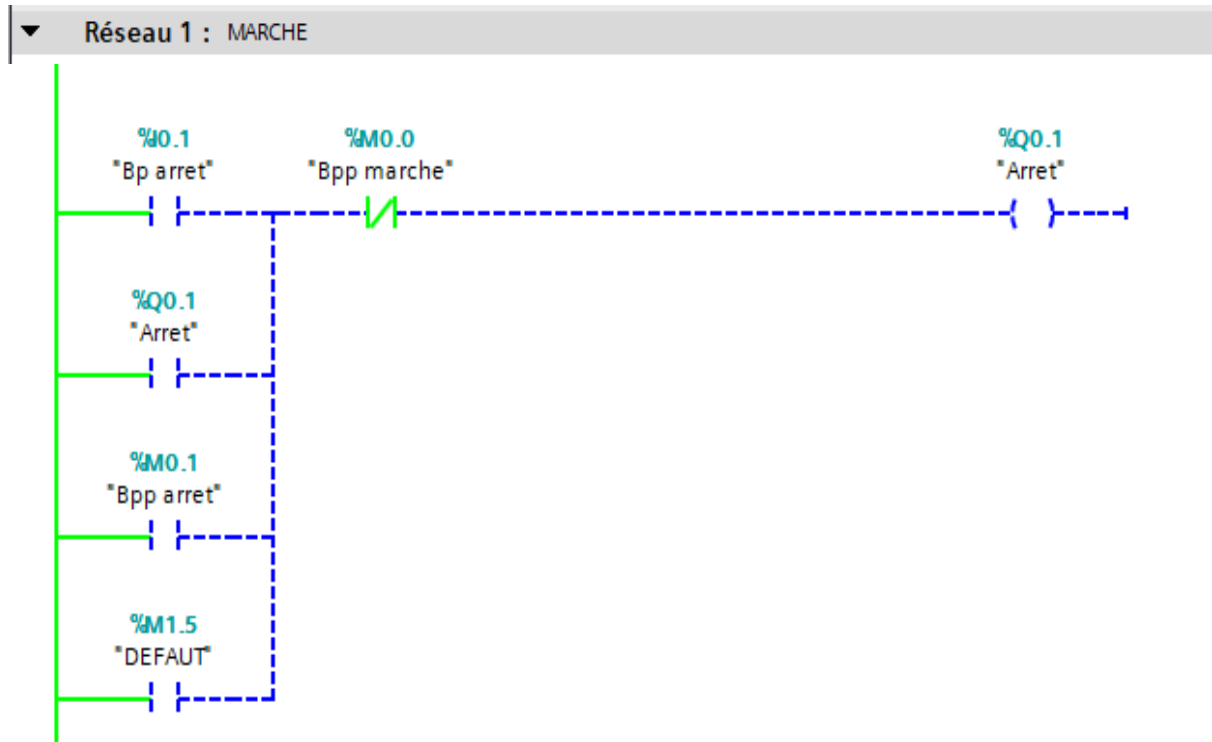 Réseau 1 : MARCHE
%I0.1 %M0.0 %Q0.1
"Bp arret" "Bpp marche" "Arret"
%Q0.1
"Arret"
%M0.1
"Bpp arret"
%M1.5
"DEFAUT"